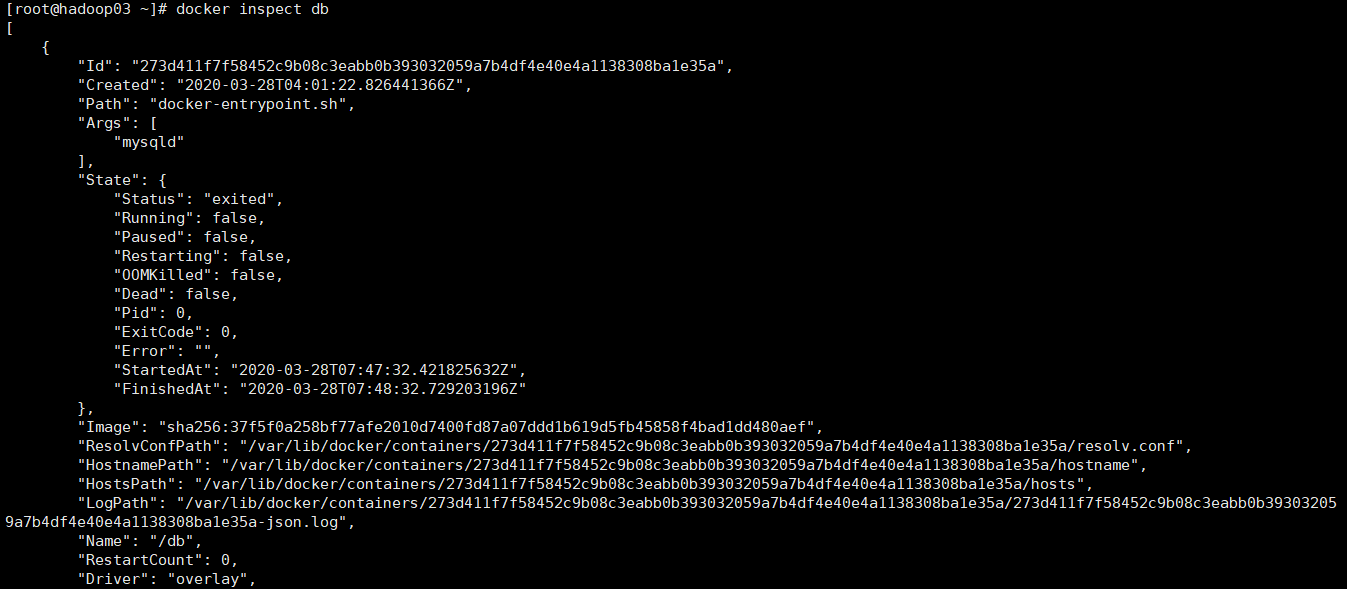 [root@hadoop03 ~]# docker inspect db
[
    {
        "Id": "273d411f7f58452c9b08c3eabb0b393032059a7b4df4e40e4a1138308ba1e35a",
        "Created": "2020-03-28T04:01:22.826441366Z",
        "Path": "docker-entrypoint.sh",
        "Args": [
            "mysqld"
        ],
        "State": {
            "Status": "exited",
            "Running": false,
            "Paused": false,
            "Restarting": false,
            "OOMKilled": false,
            "Dead": false,
            "Pid": 0,
            "ExitCode": 0,
            "Error": "",
            "StartedAt": "2020-03-28T07:47:32.421825632Z",
            "FinishedAt": "2020-03-28T07:48:32.729203196Z"
        },
        "Image": "sha256:37f5f0a258bf77afe2010d7400fd87a07ddd1b619d5fb45858f4bad1dd480aef",
        "ResolvConfPath": "/var/lib/docker/containers/273d411f7f58452c9b08c3eabb0b393032059a7b4df4e40e4a1138308ba1e35a/resolv.conf",
        "HostnamePath": "/var/lib/docker/containers/273d411f7f58452c9b08c3eabb0b393032059a7b4df4e40e4a1138308ba1e35a/hostname",
        "HostsPath": "/var/lib/docker/containers/273d411f7f58452c9b08c3eabb0b393032059a7b4df4e40e4a1138308ba1e35a/hosts",
        "LogPath": "/var/lib/docker/containers/273d411f7f58452c9b08c3eabb0b393032059a7b4df4e40e4a1138308ba1e35a/273d411f7f58452c9b08c3eabb0b39303205
9a7b4df4e40e4a1138308ba1e35a-json.log",
        "Name": "/db",
        "RestartCount": 0,
        "Driver": "overlay",